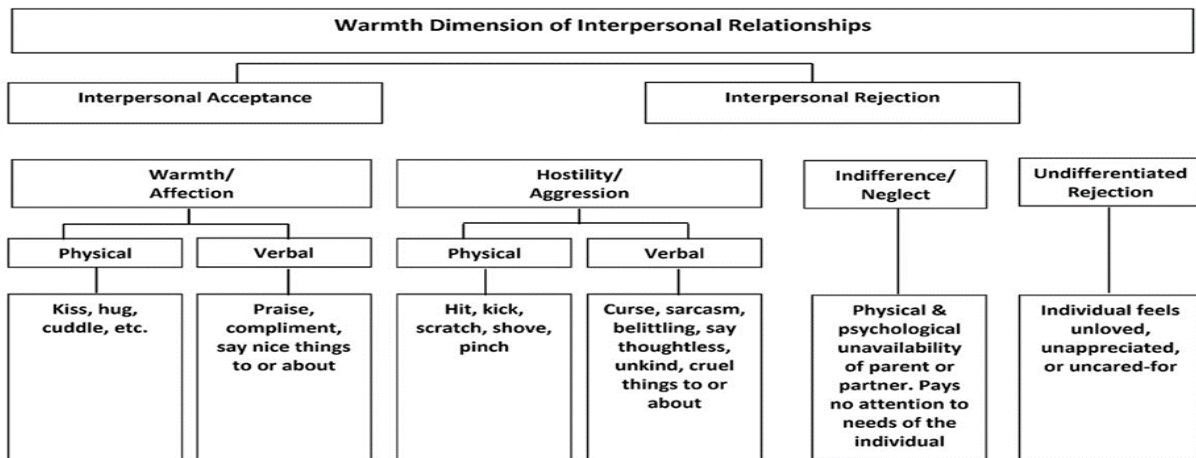 Warmth Dimension of Interpersonal Relationships
Interpersonal Acceptance
Interpersonal Rejection
Warmth/
Affection
Hostility/
Aggression
Indifference/
Neglect
Undifferentiated
Rejection
Physical
Verbal
Physical
Verbal
Kiss, hug,
cuddle, etc.
Praise,
compliment,
say nice things
to or about
Hit, kick,
scratch, shove,
pinch
Curse, sarcasm,
belittling, say
thoughtless,
unkind, cruel
things to or
about
Physical &
psychological
unavailability
of parent or
partner. Pays
no attention to
needs of the
individual
Individual feels
unloved,
unappreciated,
or uncared-for